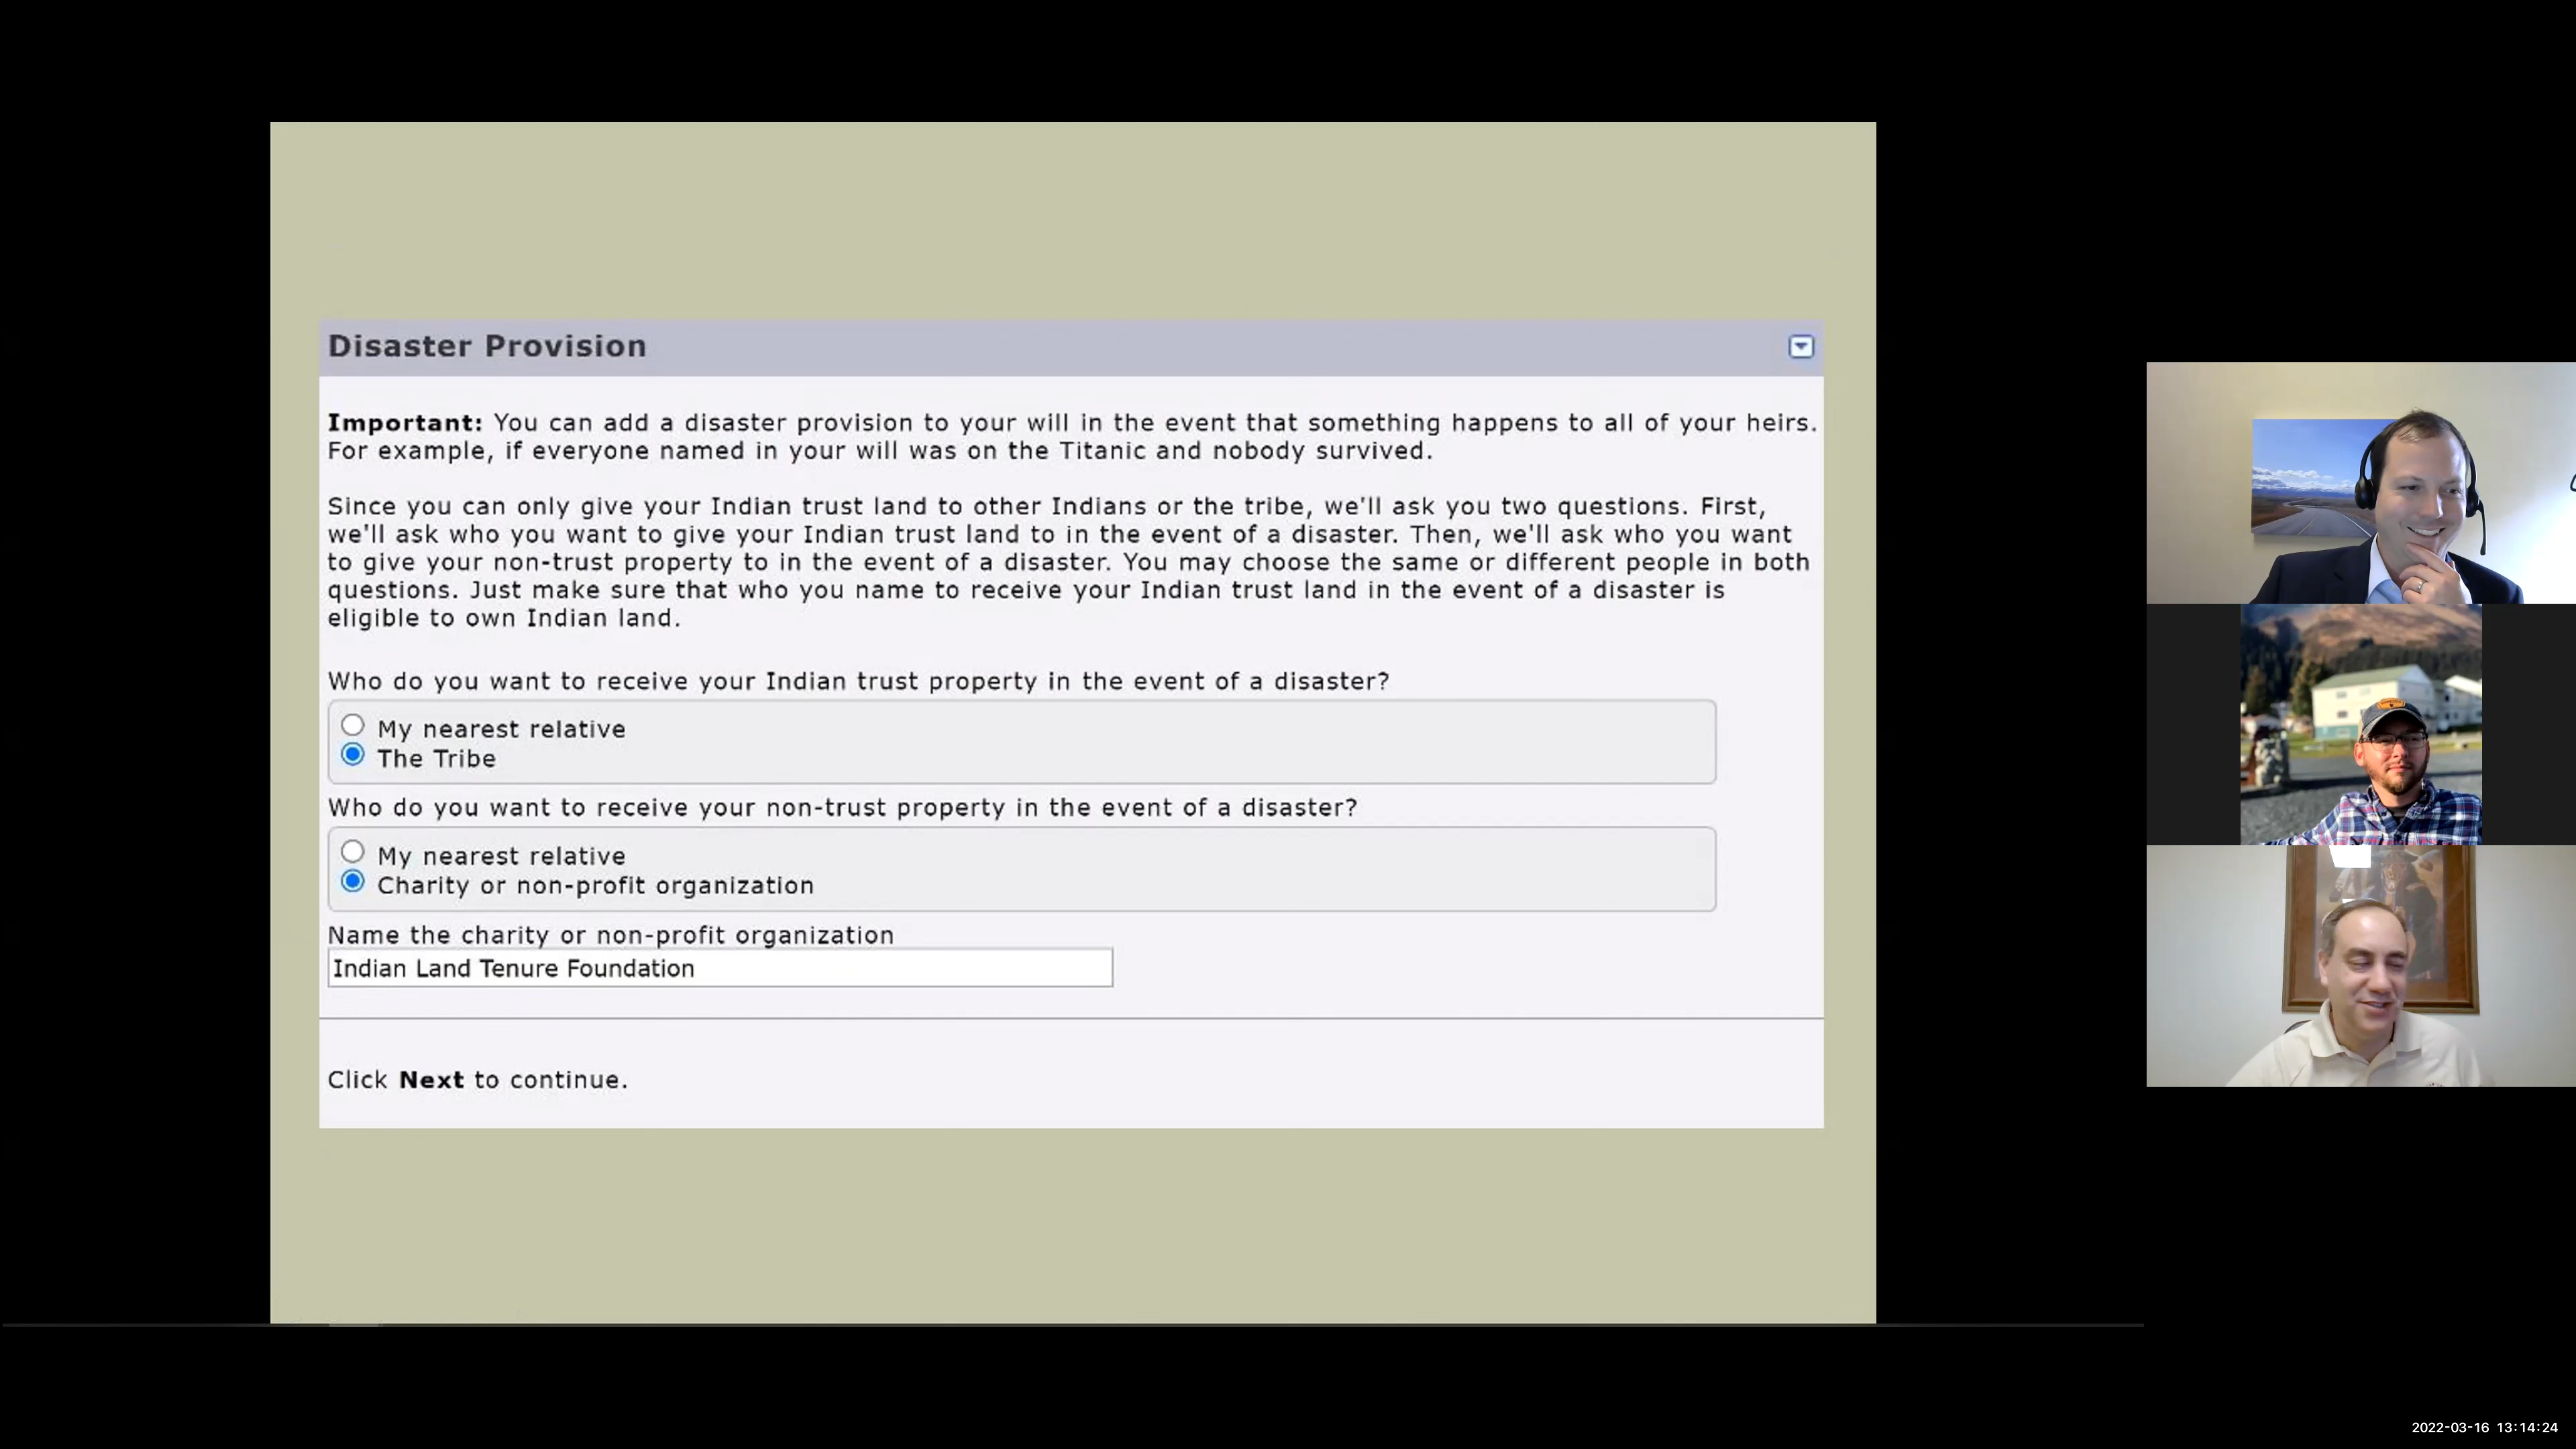 Disaster Provision
Important: You can add a disaster provision to your will in the event that something happens to all of your heirs.
For example, if everyone named in your will was on the Titanic and nobody survived.
Since you can only give your Indian trust land to other Indians or the tribe, we'll ask you two questions. First,
we'll ask who you want to give your Indian trust land to in the event of a disaster. Then, we'll ask who you want
to give your non-trust property to in the event of a disaster. You may choose the same or different people in both
questions. Just make sure that who you name to receive your Indian trust land in the event of a disaster is
eligible to own Indian land.
Who do you want to receive your Indian trust property in the event of a disaster?
My nearest relative
The Tribe
Who do you want to receive your non-trust property in the event of a disaster?
My nearest relative
Charity or non-profit organization
Name the charity or non-profit organization
Indian Land Tenure Foundation
Click Next to continue.
2022-03-16 13:14:24